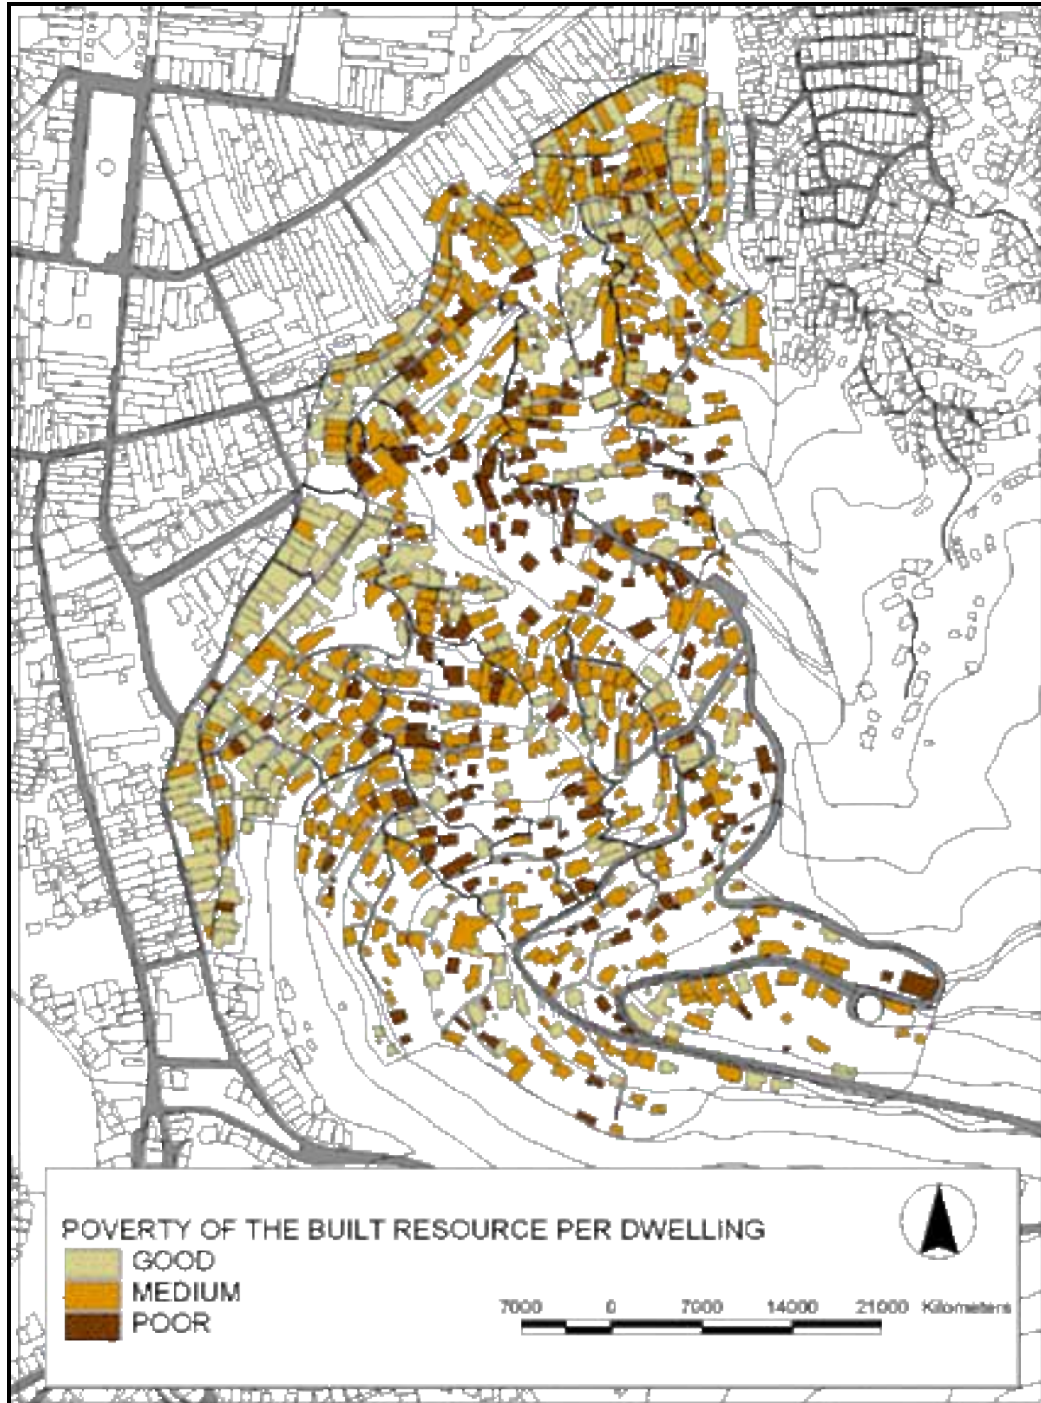 POVERTY OF THE BUILT RESOURCE PER DWELLING
GOOD
MEDIUM
POOR
7000 0 7000 14000 21000 Kilometers